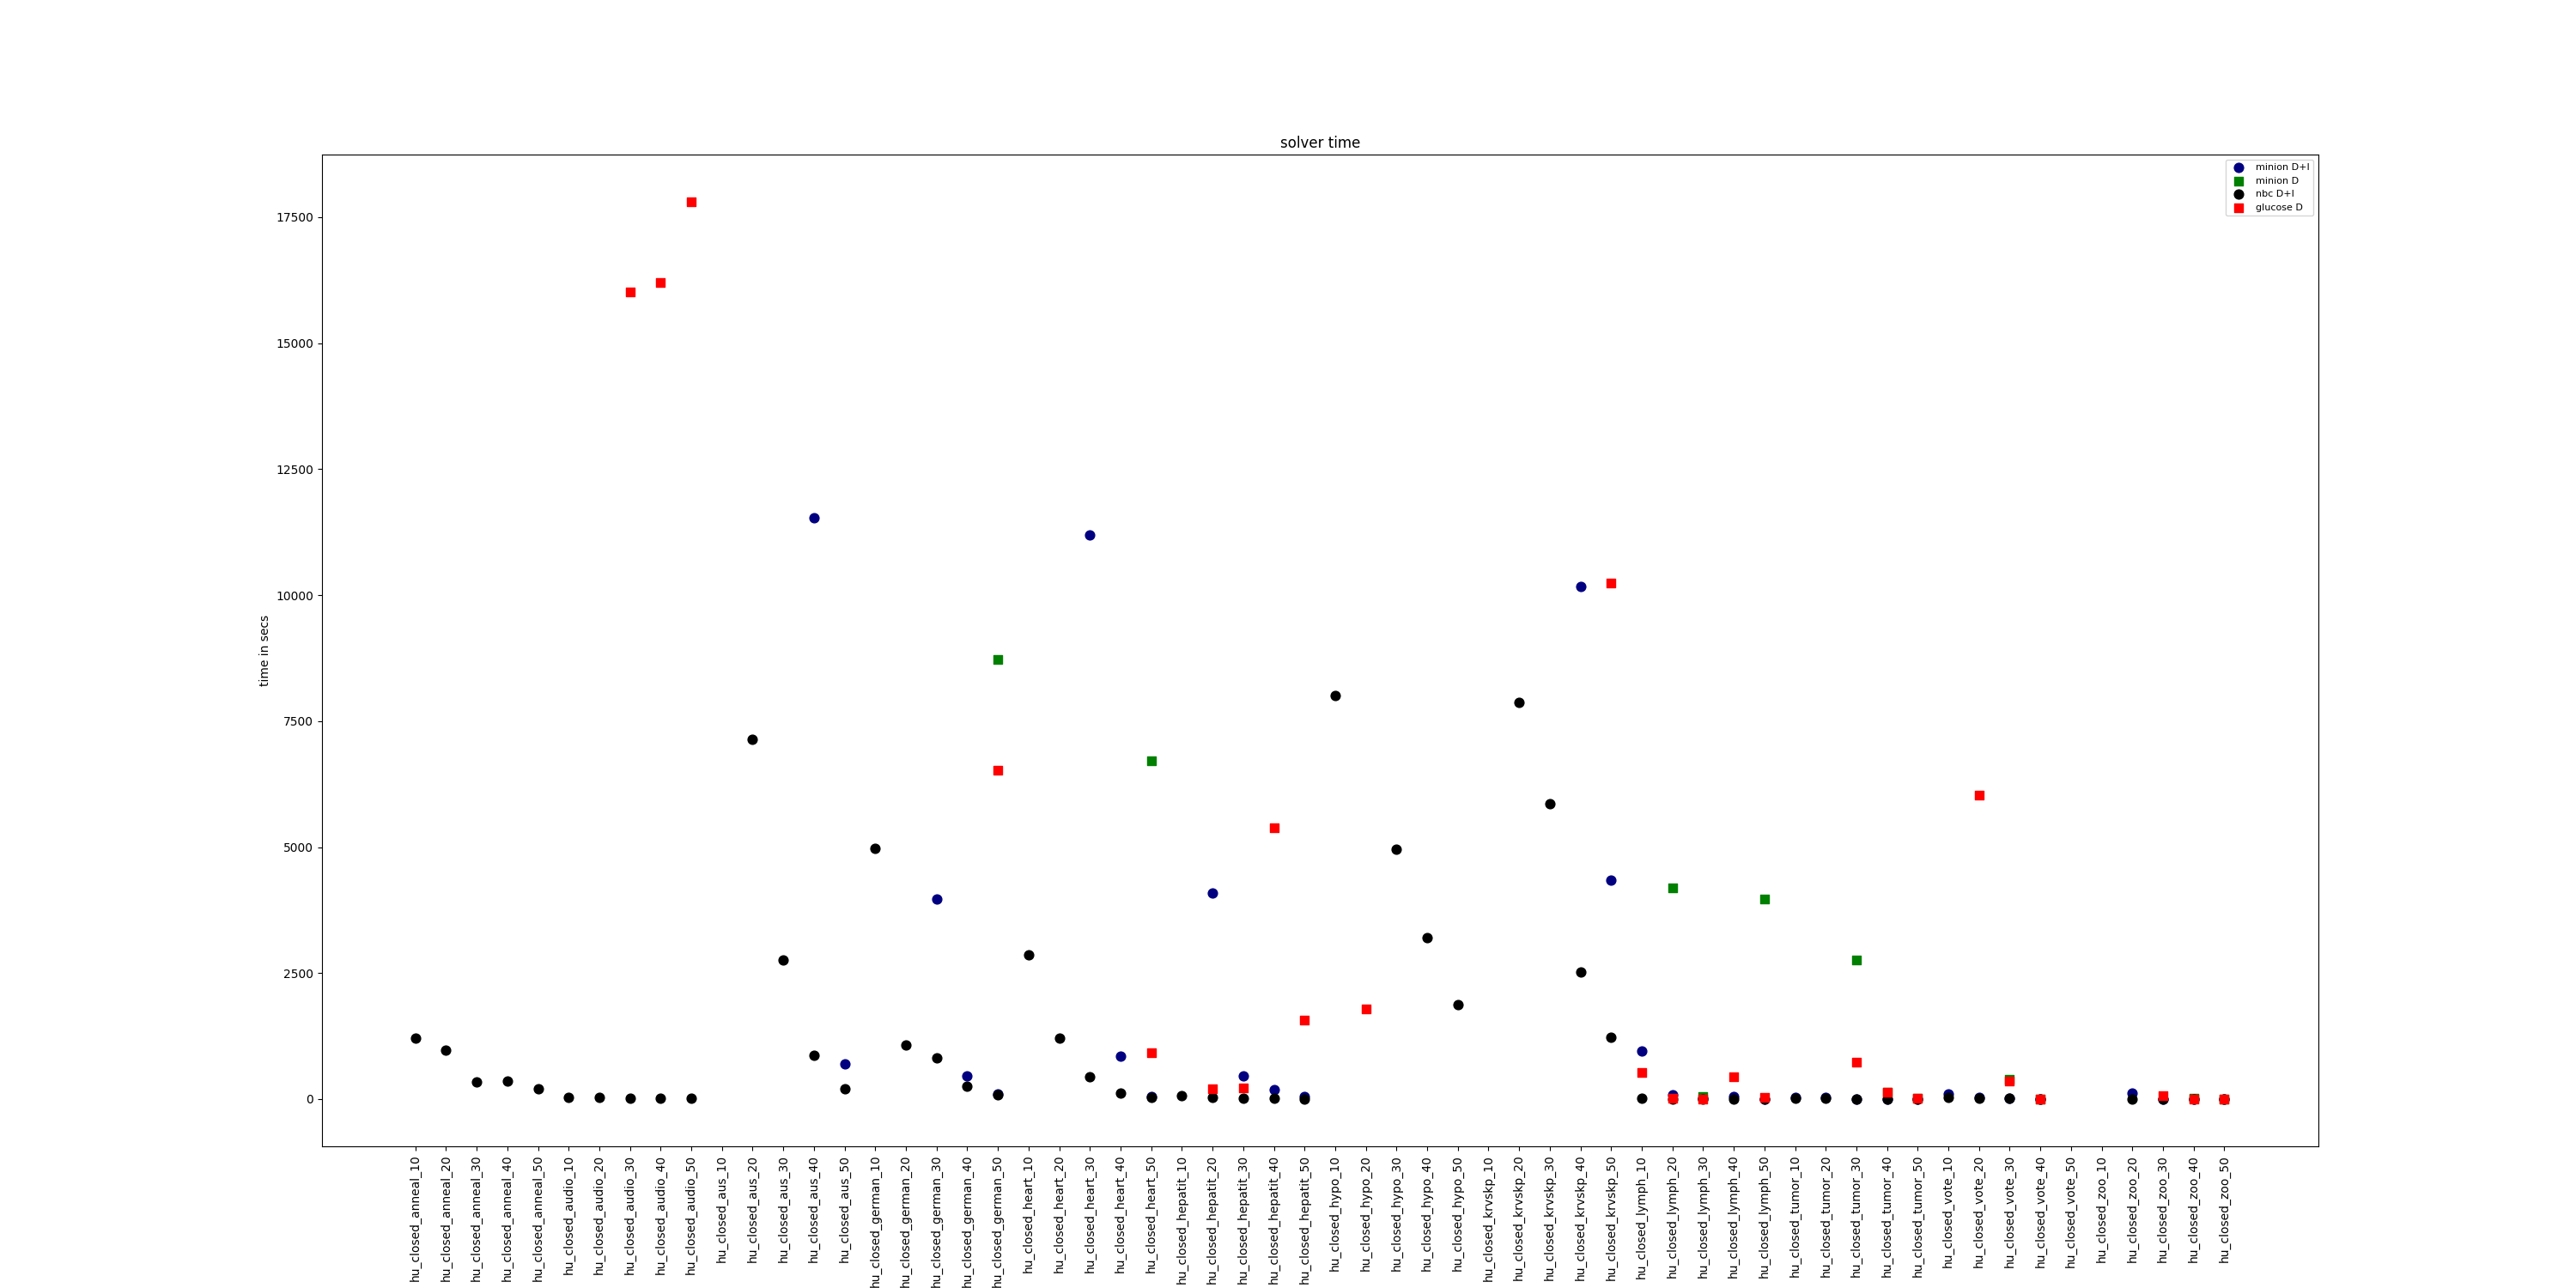 solver time
minion D+I
minion D
nbc D+I
glucose D
time in secs
17500
15000
12500
10000
7500
5000
2500
0
hu_closed_anneal_10
hu_closed_anneal_20
hu_closed_anneal_30
hu_closed_anneal_40
hu_closed_anneal_50
hu_closed_audio_10
hu_closed_audio_20
hu_closed_audio_30
hu_closed_audio_40
hu_closed_audio_50
hu_closed_aus_10
hu_closed_aus_20
hu_closed_aus_30
hu_closed_aus_40
hu_closed_aus_50
hu_closed_german_10
hu_closed_german_20
hu_closed_german_30
hu_closed_german_40
hu_closed_german_50
hu_closed_heart_10
hu_closed_heart_20
hu_closed_heart_30
hu_closed_heart_40
hu_closed_heart_50
hu_closed_hepatit_10
hu_closed_hepatit_20
hu_closed_hepatit_30
hu_closed_hepatit_40
hu_closed_hepatit_50
hu_closed_hypo_10
hu_closed_hypo_20
hu_closed_hypo_30
hu_closed_hypo_40
hu_closed_hypo_50
hu_closed_krvskp_10
hu_closed_krvskp_20
hu_closed_krvskp_30
hu_closed_krvskp_40
hu_closed_krvskp_50
hu_closed_lymph_10
hu_closed_lymph_20
hu_closed_lymph_30
hu_closed_lymph_40
hu_closed_lymph_50
hu_closed_tumor_10
hu_closed_tumor_20
hu_closed_tumor_30
hu_closed_tumor_40
hu_closed_tumor_50
hu_closed_vote_10
hu_closed_vote_20
hu_closed_vote_30
hu_closed_vote_40
hu_closed_vote_50
hu_closed_zoo_10
hu_closed_zoo_20
hu_closed_zoo_30
hu_closed_zoo_40
hu_closed_zoo_50